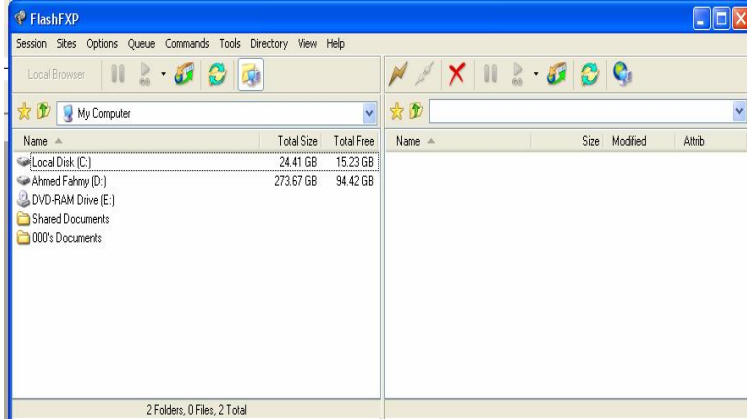 FlashFXP
Session Sites Options Queue Commands Tools Directory View Help
Local Browser
My Computer
Name Total Size Total Free Name Size Modified Attrib
Local Disk (C:) 24.41 GB 15.23 GB
Ahmed Fahmy (D:) 273.67 GB 94.42 GB
DVD-RAM Drive (E:)
Shared Documents
000's Documents
2 Folders, 0 Files, 2 Total